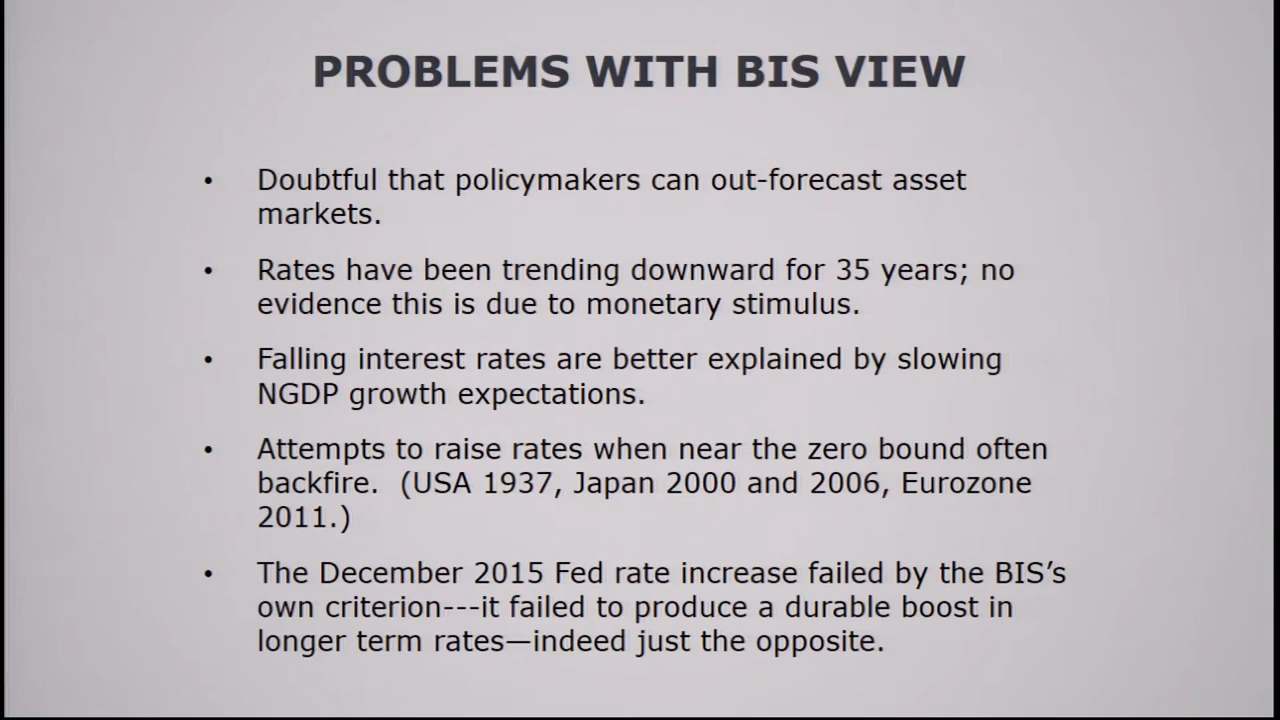 PROBLEMS WITH BIS VIEW
• Doubtful that policymakers can out-forecast asset
markets.
• Rates have been trending downward for 35 years; no
evidence this is due to monetary stimulus.
• Falling interest rates are better explained by slowing
NGDP growth expectations.
• Attempts to raise rates when near the zero bound often
backfire.  (USA 1937, Japan 2000 and 2006, Eurozone
2011.)
• The December 2015 Fed rate increase failed by the BIS’s
own criterion---it failed to produce a durable boost in
longer term rates—indeed just the opposite.